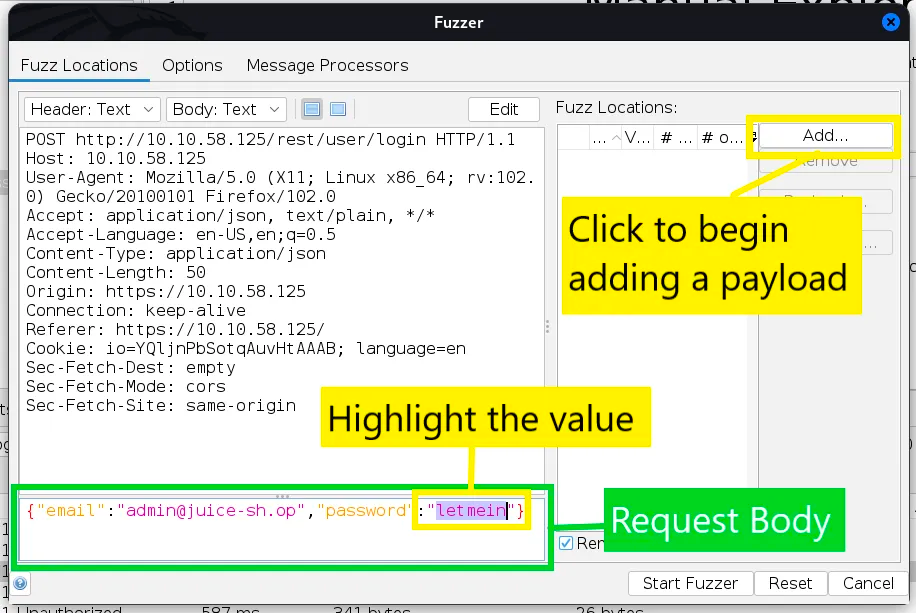 Fuzzer
Fuzz Locations Options Message Processors
Header: Text Body: Text Edit
Fuzz Locations:
... V... # ... # o...
Add...
Remove
POST http://10.10.58.125/rest/user/login HTTP/1.1
Host: 10.10.58.125
User-Agent: Mozilla/5.0 (X11; Linux x86_64; rv:102.
0) Gecko/20100101 Firefox/102.0
Accept: application/json, text/plain, */*
Accept-Language: en-US,en;q=0.5
Content-Type: application/json
Content-Length: 50
Origin: https://10.10.58.125
Connection: keep-alive
Referer: https://10.10.58.125/
Cookie: io=YQljnPbSotqAuvHtAAAB; language=en
Sec-Fetch-Dest: empty
Sec-Fetch-Mode: cors
Sec-Fetch-Site: same-origin
Click to begin
adding a payload
Highlight the value
{"email":"admin@juice-sh.op","password":"letmein"}
Request Body
Start Fuzzer Reset Cancel
Unauthorized 587 ms 341 bytes 26 bytes